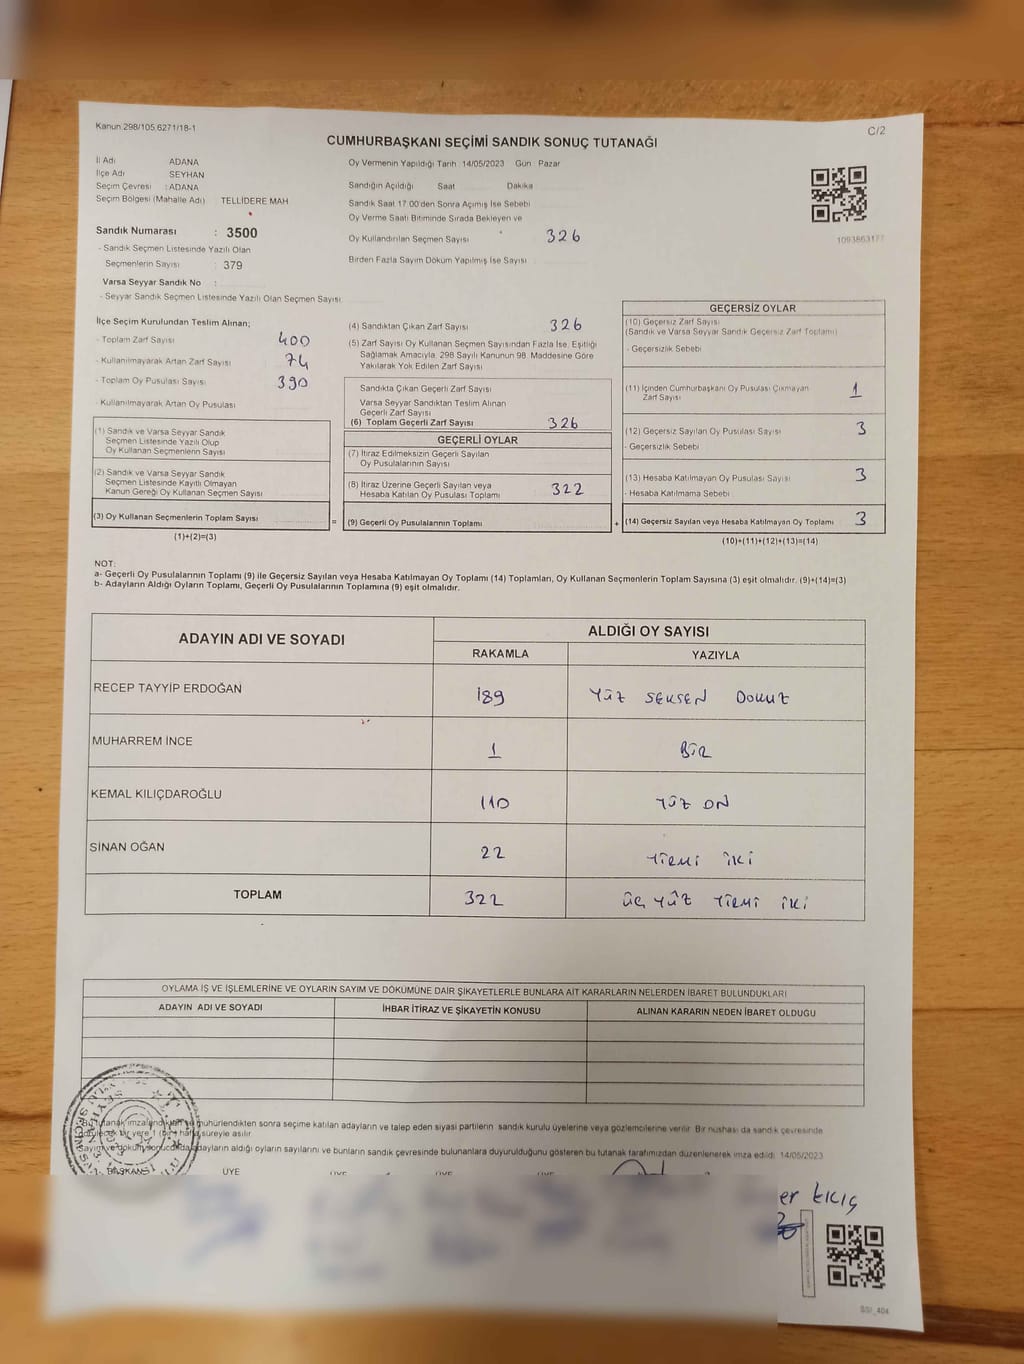 Kanun 298/105 6271/18-1
C/2
CUMHURBAŞKANI SEÇİMİ SANDIK SONUÇ TUTANAĞI
İl Adı ADANA
İlçe Adı SEYHAN
Seçim Çevresi : ADANA
Seçim Bölgesi (Mahalle Adı) TELLİDERE MAH
Sandık Numarası : 3500
- Sandık Seçmen Listesinde Yazılı Olan
Seçmenlerin Sayısı : 379
Varsa Seyyar Sandık No :
- Seyyar Sandık Seçmen Listesinde Yazılı Olan Seçmen Sayısı
Oy Vermenin Yapıldığı Tarih : 14/05/2023 Gün : Pazar
Sandığın Açıldığı Saat Dakika
Sandık Saat 17.00'den Sonra Açımış İse Sebebi
Oy Verme Saati Bitiminde Sırada Bekleyen ve
Oy Kullandırılan Seçmen Sayısı 326
Birden Fazla Sayım Döküm Yapılmış İse Sayısı
1093863177
İlçe Seçim Kurulundan Teslim Alınan;
- Toplam Zarf Sayısı 400
- Kullanılmayarak Artan Zarf Sayısı 74
- Toplam Oy Pusulası Sayısı 390
- Kullanılmayarak Artan Oy Pusulası
(1) Sandık ve Varsa Seyyar Sandık
Seçmen Listesinde Yazılı Olup
Oy Kullanan Seçmenlerin Sayısı
(2) Sandık ve Varsa Seyyar Sandık
Seçmen Listesinde Kayıtlı Olmayan
Kanun Gereği Oy Kullanan Seçmen Sayısı
(3) Oy Kullanan Seçmenlerin Toplam Sayısı
(1)+(2)=(3)
(4) Sandıktan Çıkan Zarf Sayısı 326
(5) Zarf Sayısı Oy Kullanan Seçmen Sayısından Fazla İse, Eşitliği
Sağlamak Amacıyla, 298 Sayılı Kanunun 98. Maddesine Göre
Yakılarak Yok Edilen Zarf Sayısı
Sandıkta Çıkan Geçerli Zarf Sayısı
Varsa Seyyar Sandıktan Teslim Alınan
Geçerli Zarf Sayısı
(6) Toplam Geçerli Zarf Sayısı 326
GEÇERLİ OYLAR
(7) İtiraz Edilmeksizin Geçerli Sayılan
Oy Pusulalarının Sayısı
(8) İtiraz Üzerine Geçerli Sayılan veya
Hesaba Katılan Oy Pusulası Toplamı 322
= (9) Geçerli Oy Pusulalarının Toplamı +
GEÇERSİZ OYLAR
(10) Geçersiz Zarf Sayısı
(Sandık ve Varsa Seyyar Sandık Geçersiz Zarf Toplamı)
- Geçersizlik Sebebi
(11) İçinden Cumhurbaşkanı Oy Pusulası Çıkmayan
Zarf Sayısı 1
(12) Geçersiz Sayılan Oy Pusulası Sayısı 3
- Geçersizlik Sebebi
(13) Hesaba Katılmayan Oy Pusulası Sayısı 3
- Hesaba Katılmama Sebebi
(14) Geçersiz Sayılan veya Hesaba Katılmayan Oy Toplamı 3
(10)+(11)+(12)+(13)=(14)
NOT:
a- Geçerli Oy Pusulalarının Toplamı (9) ile Geçersiz Sayılan veya Hesaba Katılmayan Oy Toplamı (14) Toplamları, Oy Kullanan Seçmenlerin Toplam Sayısına (3) eşit olmalıdır. (9)+(14)=(3)
b- Adayların Aldığı Oyların Toplamı, Geçerli Oy Pusulalarının Toplamına (9) eşit olmalıdır.
ADAYIN ADI VE SOYADI ALDIĞI OY SAYISI
RAKAMLA YAZIYLA
RECEP TAYYİP ERDOĞAN 189 YÜZ SEKSEN DOKUZ
MUHARREM İNCE 1 BİR
KEMAL KILIÇDAROĞLU 110 YÜZ ON
SİNAN OĞAN 22 YİRMİ İKİ
TOPLAM 322 ÜÇ YÜZ YİRMİ İKİ
OYLAMA İŞ VE İŞLEMLERİNE VE OYLARIN SAYIM VE DÖKÜMÜNE DAİR ŞİKAYETLERLE BUNLARA AİT KARARLARIN NELERDEN İBARET BULUNDUKLARI
ADAYIN ADI VE SOYADI İHBAR İTİRAZ VE ŞİKAYETİN KONUSU ALINAN KARARIN NEDEN İBARET OLDUĞU
Bu tutanak imzalandıktan ve mühürlendikten sonra seçime katılan adayların ve talep eden siyasi partilerin sandık kurulu üyelerine veya gözlemcilerine verilir. Bir nüshası da sandık çevresinde
bir yere 1 hafta süreyle asılır
Sayım ve döküm sonucunda adayların aldığı oyların sayılarını ve bunların sandık çevresinde bulunanlara duyurulduğunu gösteren bu tutanak tarafımızdan düzenlenerek imza edildi. 14/05/2023
BAŞKAN ÜYE ÜYE ÜYE ÜYE
er KILIÇ
SSI_404